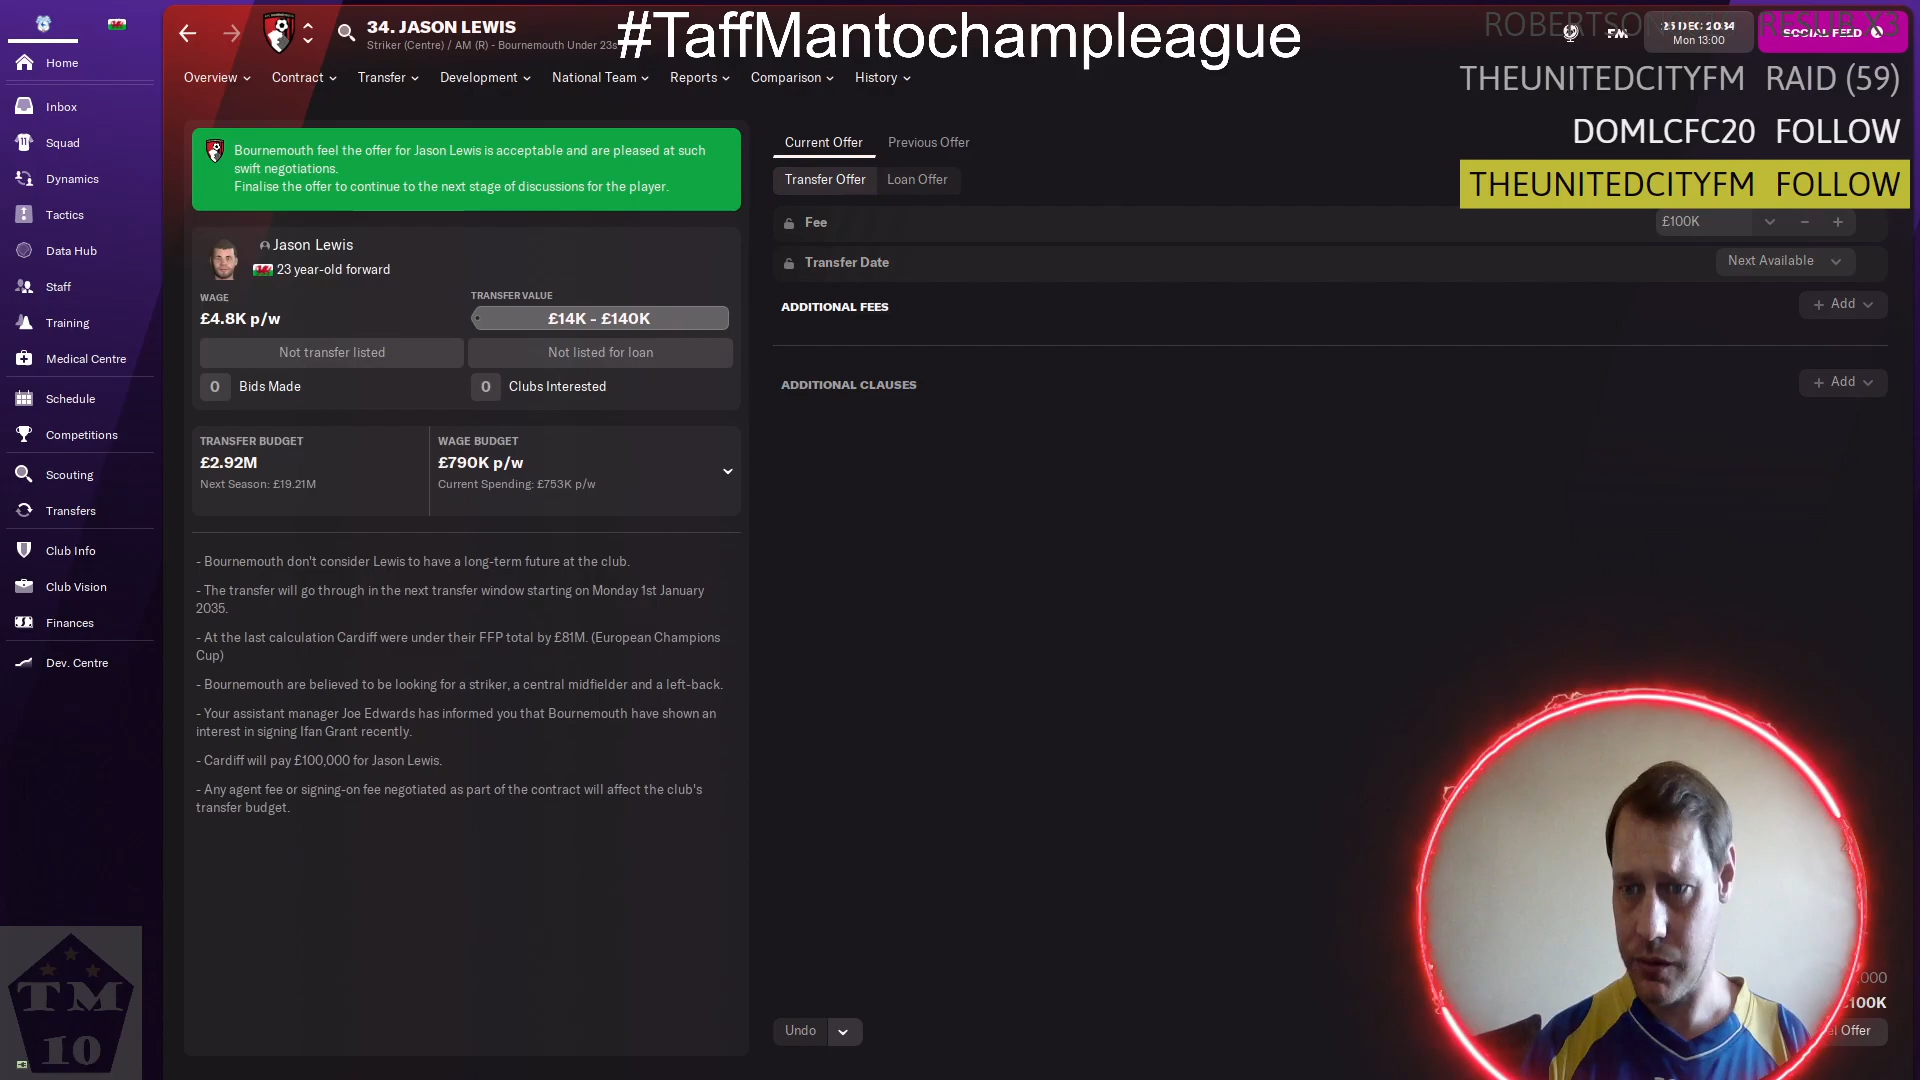 34. JASON LEWIS
Striker (Centre) / AM (R) - Bournemouth Under 23s
#TaffMantochampleague
ROBERTSON
RESUB X3
25 DEC 2034
Mon 13:00
SOCIAL FEED
THEUNITEDCITYFM RAID (59)
DOMLCFC20 FOLLOW
THEUNITEDCITYFM FOLLOW
Home
Inbox
Squad
Dynamics
Tactics
Data Hub
Staff
Training
Medical Centre
Schedule
Competitions
Scouting
Transfers
Club Info
Club Vision
Finances
Dev. Centre
TM
10
Overview
Contract
Transfer
Development
National Team
Reports
Comparison
History
Bournemouth feel the offer for Jason Lewis is acceptable and are pleased at such
swift negotiations.
Finalise the offer to continue to the next stage of discussions for the player.
Jason Lewis
23 year-old forward
WAGE
£4.8K p/w
TRANSFER VALUE
£14K - £140K
Not transfer listed
Not listed for loan
0 Bids Made
0 Clubs Interested
TRANSFER BUDGET
£2.92M
Next Season: £19.21M
WAGE BUDGET
£790K p/w
Current Spending: £753K p/w
- Bournemouth don't consider Lewis to have a long-term future at the club.
- The transfer will go through in the next transfer window starting on Monday 1st January
2035.
- At the last calculation Cardiff were under their FFP total by £81M. (European Champions
Cup)
- Bournemouth are believed to be looking for a striker, a central midfielder and a left-back.
- Your assistant manager Joe Edwards has informed you that Bournemouth have shown an
interest in signing Ifan Grant recently.
- Cardiff will pay £100,000 for Jason Lewis.
- Any agent fee or signing-on fee negotiated as part of the contract will affect the club's
transfer budget.
Current Offer
Previous Offer
Transfer Offer
Loan Offer
Fee
£100K
Transfer Date
Next Available
ADDITIONAL FEES
+ Add
ADDITIONAL CLAUSES
+ Add
Undo
,000
£100K
Offer